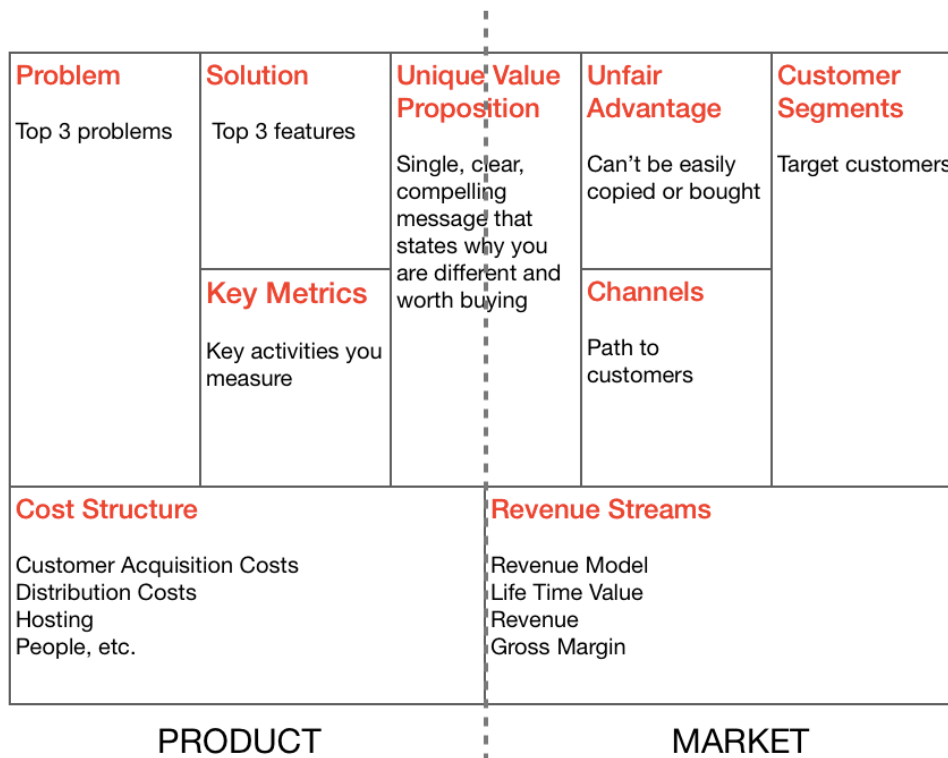 Problem
Top 3 problems
Solution
Top 3 features
Key Metrics
Key activities you
measure
Unique Value
Proposition
Single, clear,
compelling
message that
states why you
are different and
worth buying
Unfair
Advantage
Can’t be easily
copied or bought
Channels
Path to
customers
Customer
Segments
Target customers
Cost Structure
Customer Acquisition Costs
Distribution Costs
Hosting
People, etc.
Revenue Streams
Revenue Model
Life Time Value
Revenue
Gross Margin
PRODUCT
MARKET